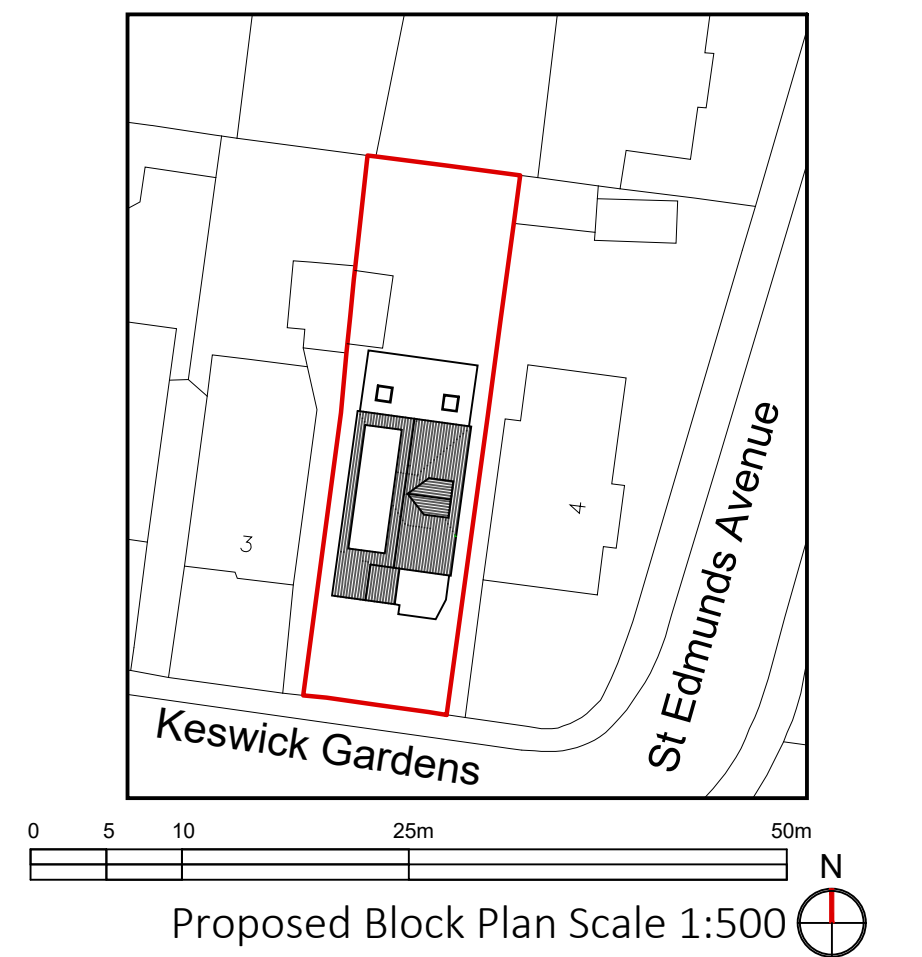 4
3
St Edmunds Avenue
Keswick Gardens
0 5 10 25m 50m
N
Proposed Block Plan Scale 1:500